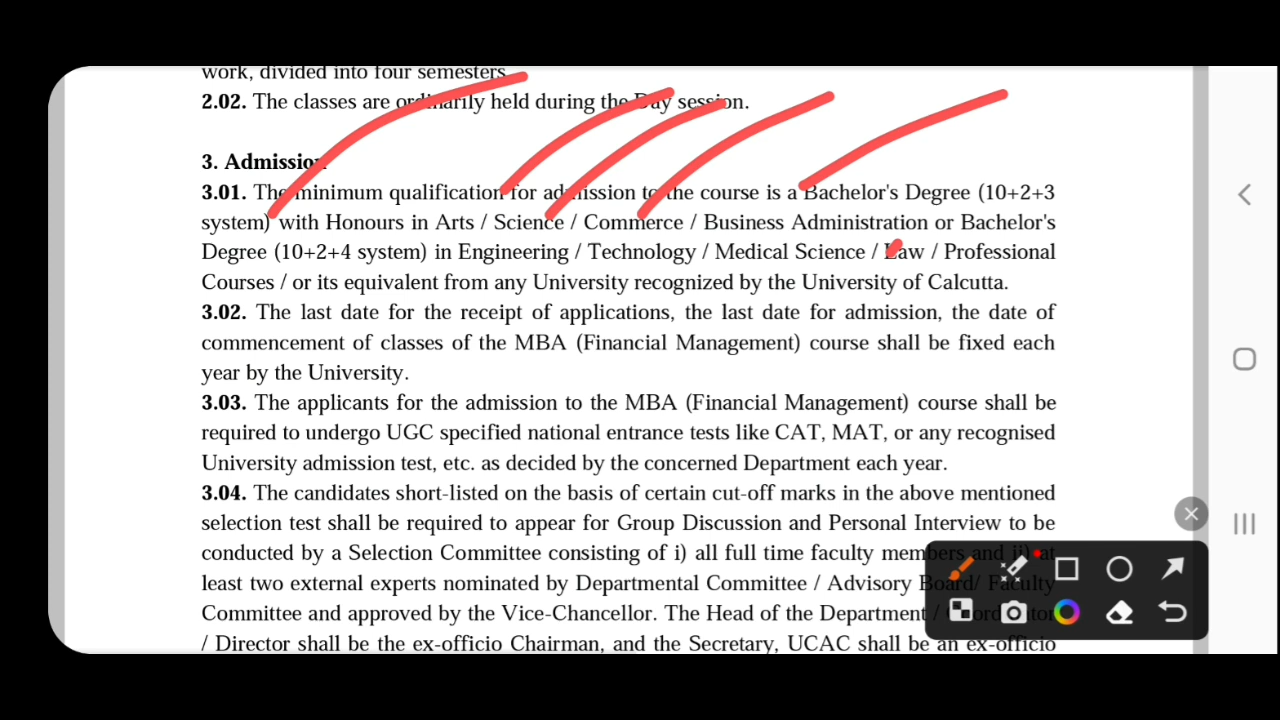 work, divided into four semesters.
2.02. The classes are ordinarily held during the Day session.
3. Admission
3.01. The minimum qualification for admission to the course is a Bachelor's Degree (10+2+3
system) with Honours in Arts / Science / Commerce / Business Administration or Bachelor's
Degree (10+2+4 system) in Engineering / Technology / Medical Science / Law / Professional
Courses / or its equivalent from any University recognized by the University of Calcutta.
3.02. The last date for the receipt of applications, the last date for admission, the date of
commencement of classes of the MBA (Financial Management) course shall be fixed each
year by the University.
3.03. The applicants for the admission to the MBA (Financial Management) course shall be
required to undergo UGC specified national entrance tests like CAT, MAT, or any recognised
University admission test, etc. as decided by the concerned Department each year.
3.04. The candidates short-listed on the basis of certain cut-off marks in the above mentioned
selection test shall be required to appear for Group Discussion and Personal Interview to be
conducted by a Selection Committee consisting of i) all full time faculty members and ii) at
least two external experts nominated by Departmental Committee / Advisory Board/ Faculty
Committee and approved by the Vice-Chancellor. The Head of the Department /
/ Director shall be the ex-officio Chairman, and the Secretary, UCAC shall be an ex-officio